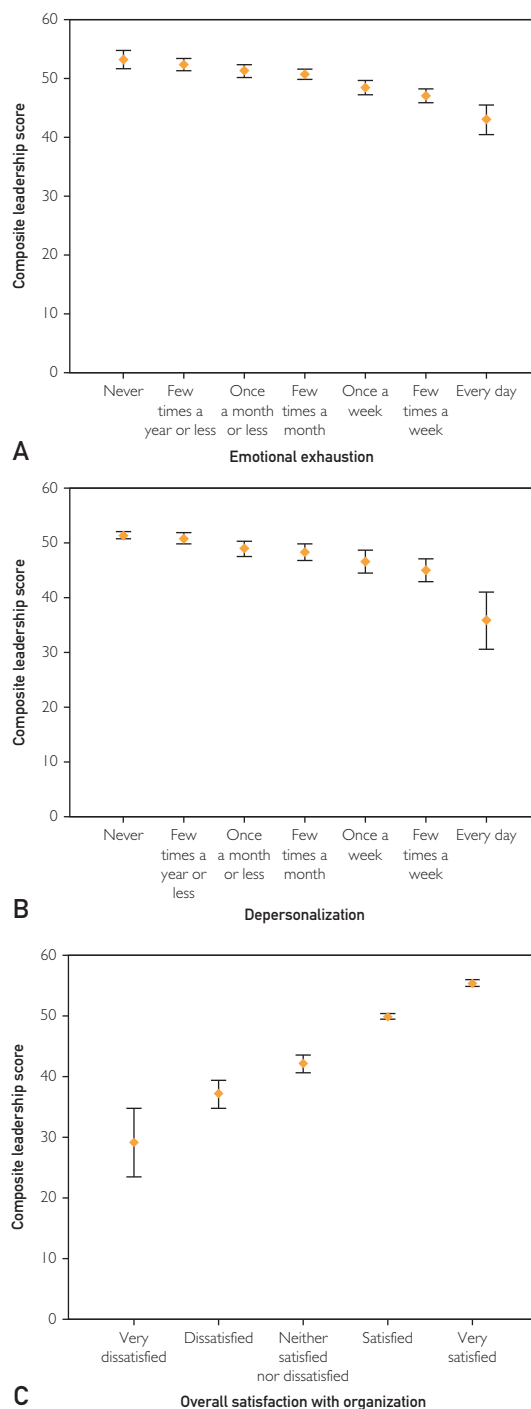 60
50
40
30
20
10
0
Composite leadership score
Never
Few
times a
year or less
Once
a month
or less
Few
times a
month
Once a
week
Few
times a
week
Every day
A
Emotional exhaustion
60
50
40
30
20
10
0
Composite leadership score
Never
Few
times a
year or
less
Once
a month
or less
Few
times a
month
Once a
week
Few
times a
week
Every day
B
Depersonalization
60
50
40
30
20
10
0
Composite leadership score
Very
dissatisfied
Dissatisfied
Neither
satisfied
nor dissatisfied
Satisfied
Very
satisfied
C
Overall satisfaction with organization